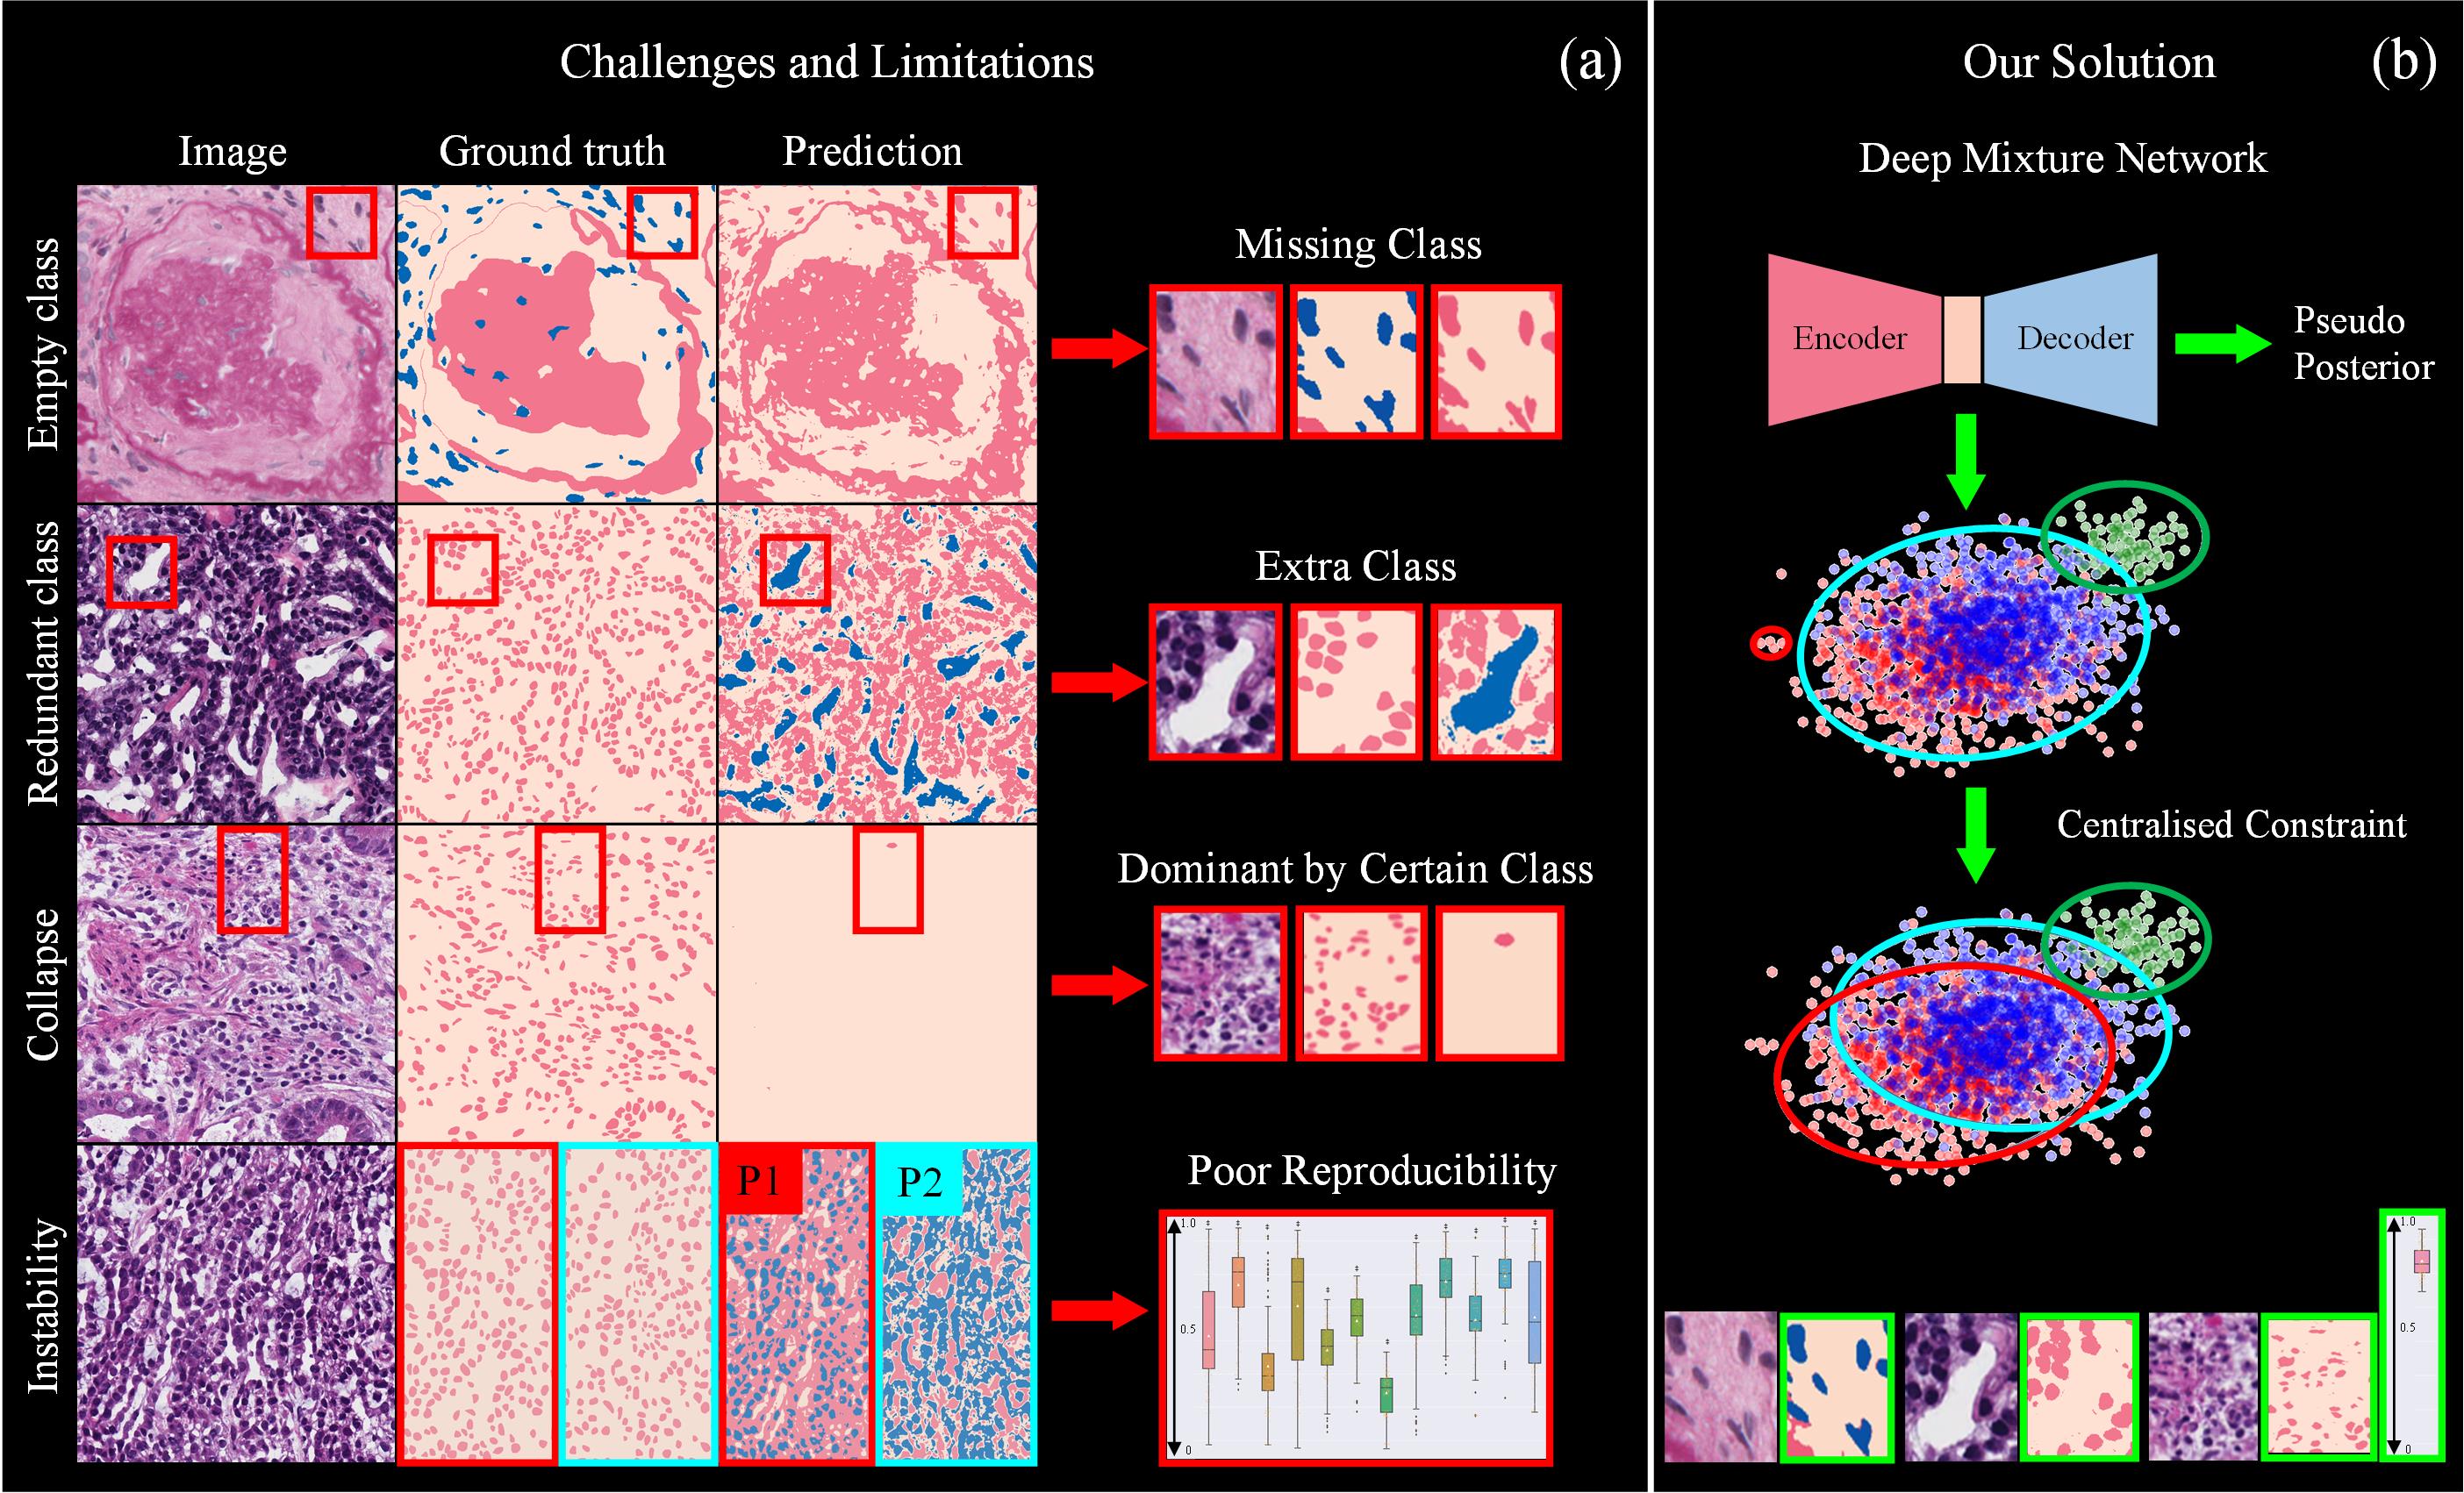 Challenges and Limitations
(a)
Image
Ground truth
Prediction
Empty class
Missing Class
Redundant class
Extra Class
Collapse
Dominant by Certain Class
Instability
P1
P2
Poor Reproducibility
1.0
0.5
0
Our Solution
(b)
Deep Mixture Network
Encoder
Decoder
Pseudo
Posterior
Centralised Constraint
1.0
0.5
0